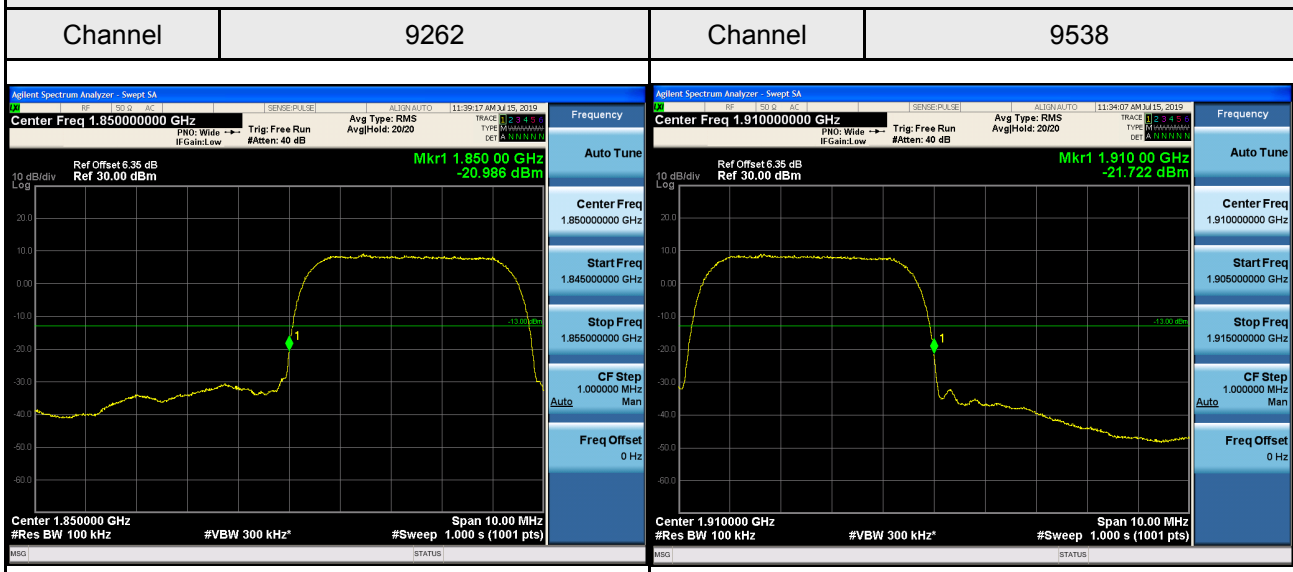 Channel 9262 Channel 9538
Agilent Spectrum Analyzer - Swept SA
LXI RF 50 Ω AC SENSE:PULSE ALIGN AUTO 11:39:17 AM Jul 15, 2019
Center Freq 1.850000000 GHz
PNO: Wide
IFGain:Low
Trig: Free Run
#Atten: 40 dB
Avg Type: RMS
Avg|Hold: 20/20
TRACE 1 2 3 4 5 6
TYPE M
DET A N N N N N
Mkr1 1.850 00 GHz
-20.986 dBm
Ref Offset 6.35 dB
10 dB/div Ref 30.00 dBm
Log
20.0
10.0
0.00
-10.0
-20.0
-30.0
-40.0
-50.0
-60.0
-13.00 dBm
1
Center 1.850000 GHz Span 10.00 MHz
#Res BW 100 kHz #VBW 300 kHz* #Sweep 1.000 s (1001 pts)
MSG STATUS
Frequency
Auto Tune
Center Freq
1.850000000 GHz
Start Freq
1.845000000 GHz
Stop Freq
1.855000000 GHz
CF Step
1.000000 MHz
Auto Man
Freq Offset
0 Hz
Agilent Spectrum Analyzer - Swept SA
LXI RF 50 Ω AC SENSE:PULSE ALIGN AUTO 11:34:07 AM Jul 15, 2019
Center Freq 1.910000000 GHz
PNO: Wide
IFGain:Low
Trig: Free Run
#Atten: 40 dB
Avg Type: RMS
Avg|Hold: 20/20
TRACE 1 2 3 4 5 6
TYPE M
DET A N N N N N
Mkr1 1.910 00 GHz
-21.722 dBm
Ref Offset 6.35 dB
10 dB/div Ref 30.00 dBm
Log
20.0
10.0
0.00
-10.0
-20.0
-30.0
-40.0
-50.0
-60.0
-13.00 dBm
1
Center 1.910000 GHz Span 10.00 MHz
#Res BW 100 kHz #VBW 300 kHz* #Sweep 1.000 s (1001 pts)
MSG STATUS
Frequency
Auto Tune
Center Freq
1.910000000 GHz
Start Freq
1.905000000 GHz
Stop Freq
1.915000000 GHz
CF Step
1.000000 MHz
Auto Man
Freq Offset
0 Hz